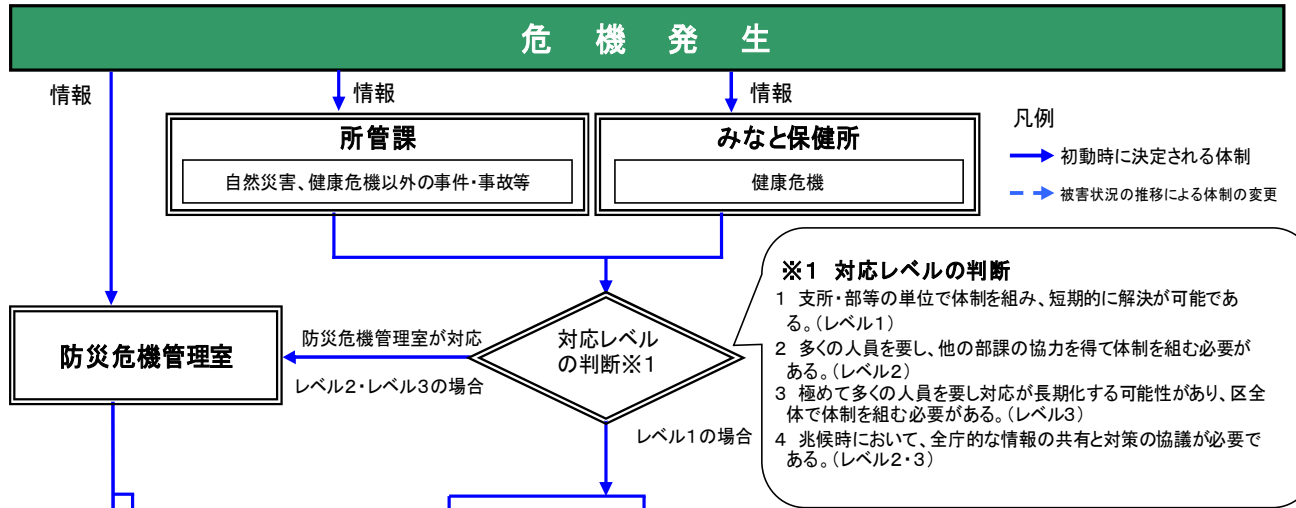 危機発生
情報
情報
情報
所管課
自然災害、健康危機以外の事件・事故等
みなと保健所
健康危機
凡例
初動時に決定される体制
被害状況の推移による体制の変更
防災危機管理室
防災危機管理室が対応
レベル2・レベル3の場合
対応レベル
の判断※1
レベル1の場合
※1 対応レベルの判断
1 支所・部等の単位で体制を組み、短期的に解決が可能であ
る。(レベル1)
2 多くの人員を要し、他の部課の協力を得て体制を組む必要が
ある。(レベル2)
3 極めて多くの人員を要し対応が長期化する可能性があり、区全
体で体制を組む必要がある。(レベル3)
4 兆候時において、全庁的な情報の共有と対策の協議が必要で
ある。(レベル2・3)